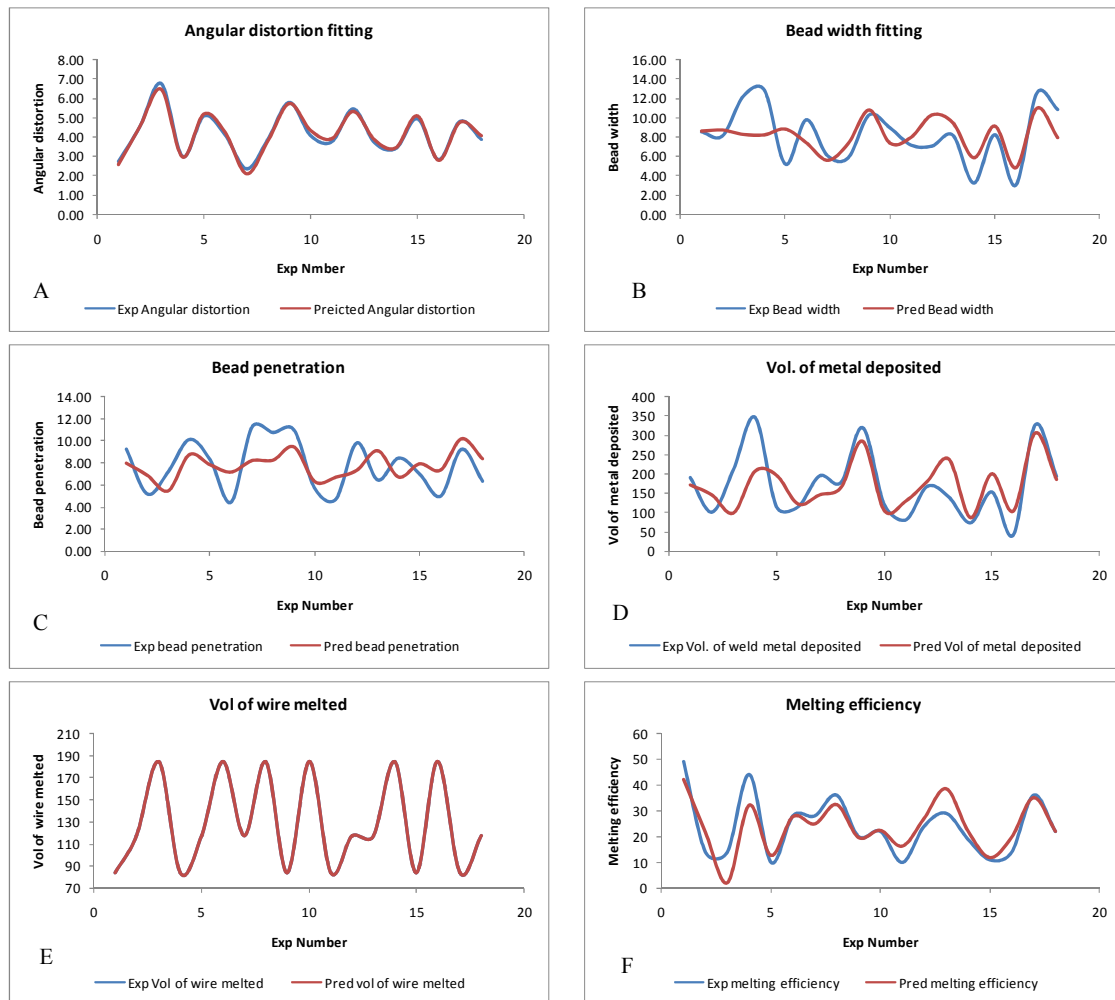 Angular distortion fitting
8.00
7.00
6.00
5.00
4.00
3.00
2.00
1.00
0.00
Angular distortion
0 5 10 15 20
Exp Nmber
A
Exp Angular distortion Preicted Angular distortion
Bead width fitting
16.00
14.00
12.00
10.00
8.00
6.00
4.00
2.00
0.00
Bead width
0 5 10 15 20
Exp Number
B
Exp Bead width Pred Bead width
Bead penetration
14.00
12.00
10.00
8.00
6.00
4.00
2.00
0.00
Bead penetration
0 5 10 15 20
Exp Number
C
Exp bead penetration Pred bead penetration
Vol. of metal deposited
400
350
300
250
200
150
100
50
0
Vol of metal deposited
0 5 10 15 20
Exp Number
D
Exp Vol. of weld metal deposited Pred Vol of metal deposited
Vol of wire melted
210
190
170
150
130
110
90
70
Vol of wire melted
0 5 10 15 20
Exp Number
E
Exp Vol of wire melted Pred vol of wire melted
Melting efficiency
60
50
40
30
20
10
0
Melting efficiency
0 5 10 15 20
Exp Number
F
Exp melting efficiency Pred melting efficiency